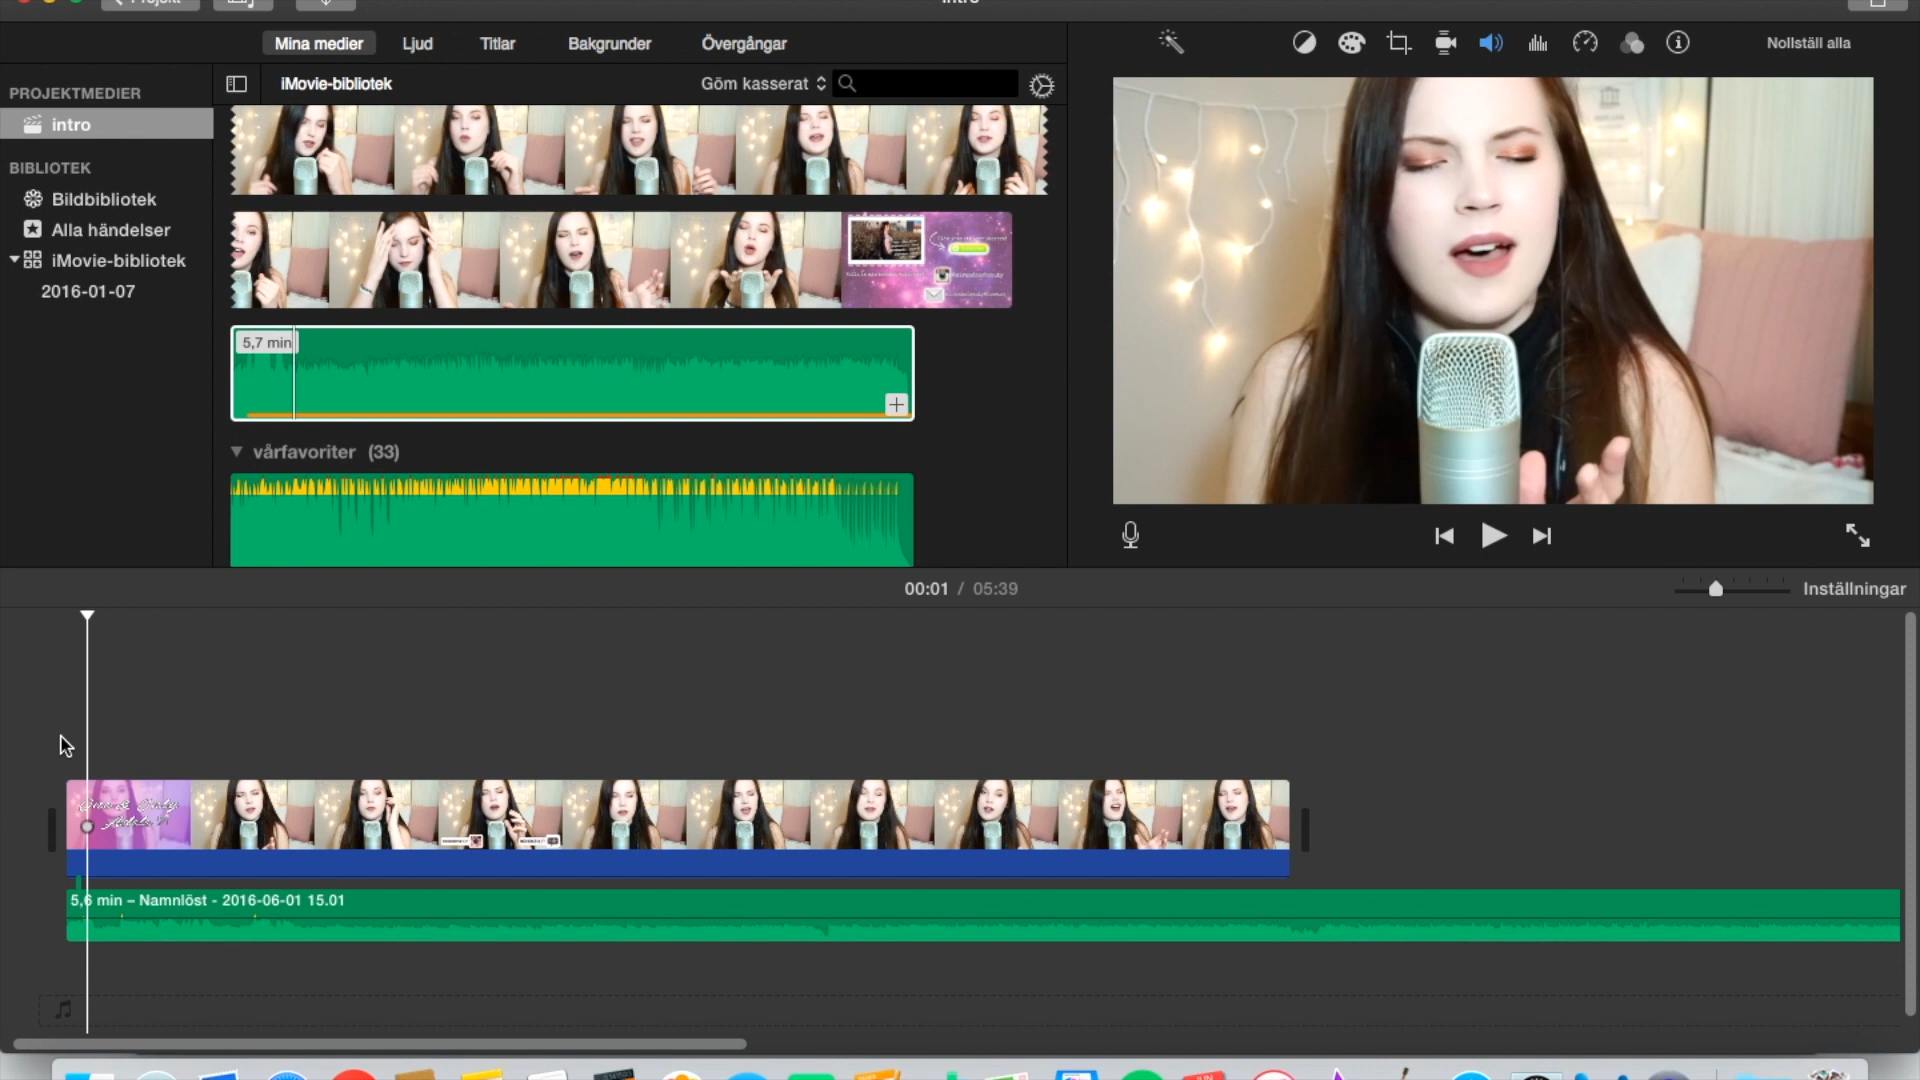 Projekt
intro
Mina medier
Ljud
Titlar
Bakgrunder
Övergångar
Nollställ alla
PROJEKTMEDIER
intro
BIBLIOTEK
Bildbibliotek
Alla händelser
iMovie-bibliotek
2016-01-07
iMovie-bibliotek
Göm kasserat
5,7 min
vårfavoriter (33)
00:01 / 05:39
Inställningar
5,6 min – Namnlöst - 2016-06-01 15.01